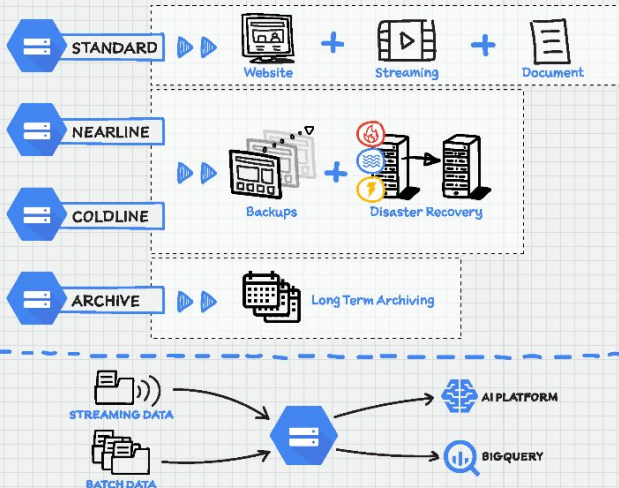 STANDARD
Website
Streaming
Document
NEARLINE
COLDLINE
Backups
Disaster Recovery
ARCHIVE
Long Term Archiving
STREAMING DATA
BATCH DATA
AI PLATFORM
BIGQUERY